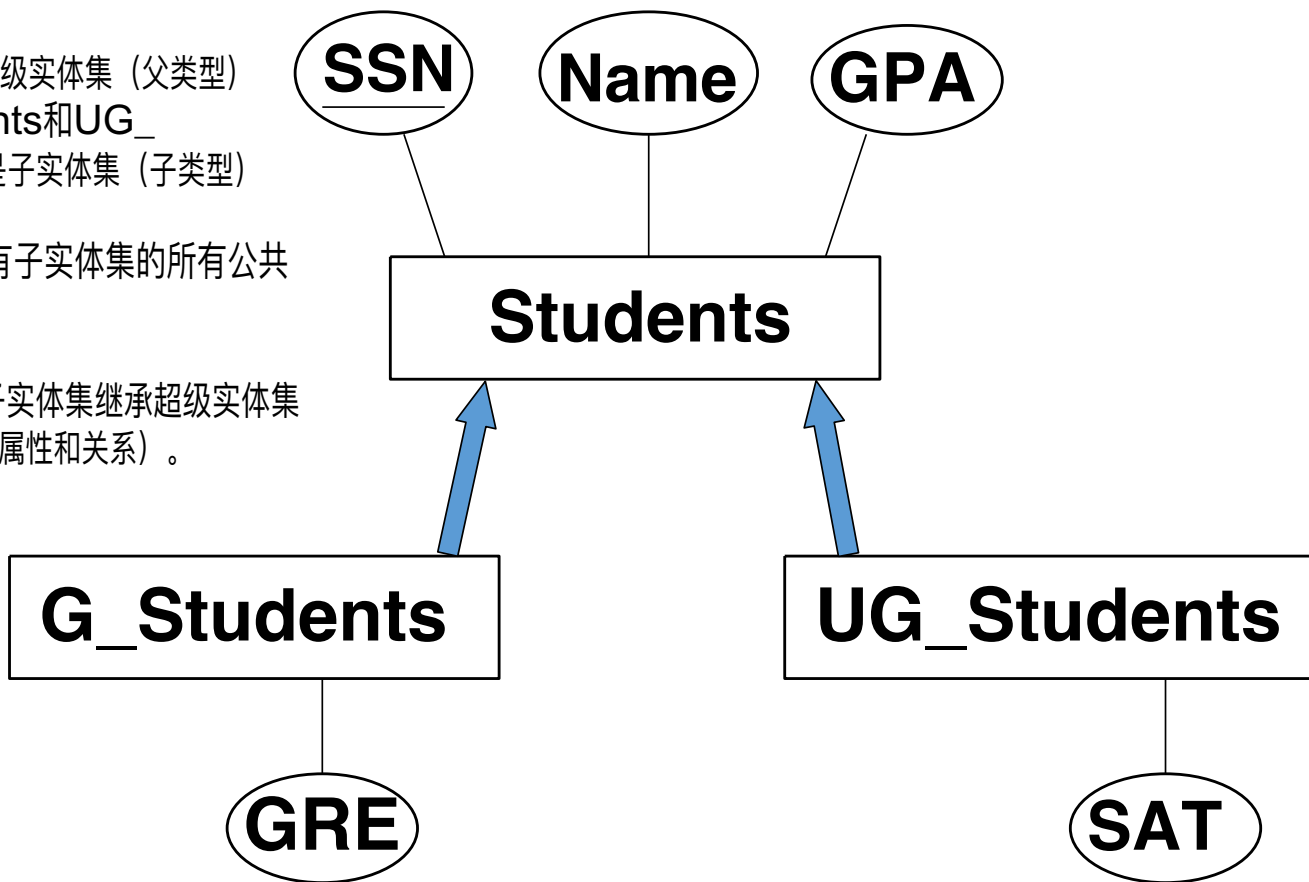 级实体集（父类型）
nts和UG_
是子实体集（子类型）
有子实体集的所有公共
子实体集继承超级实体集
属性和关系）。
SSN Name GPA
Students
G_Students UG_Students
GRE SAT